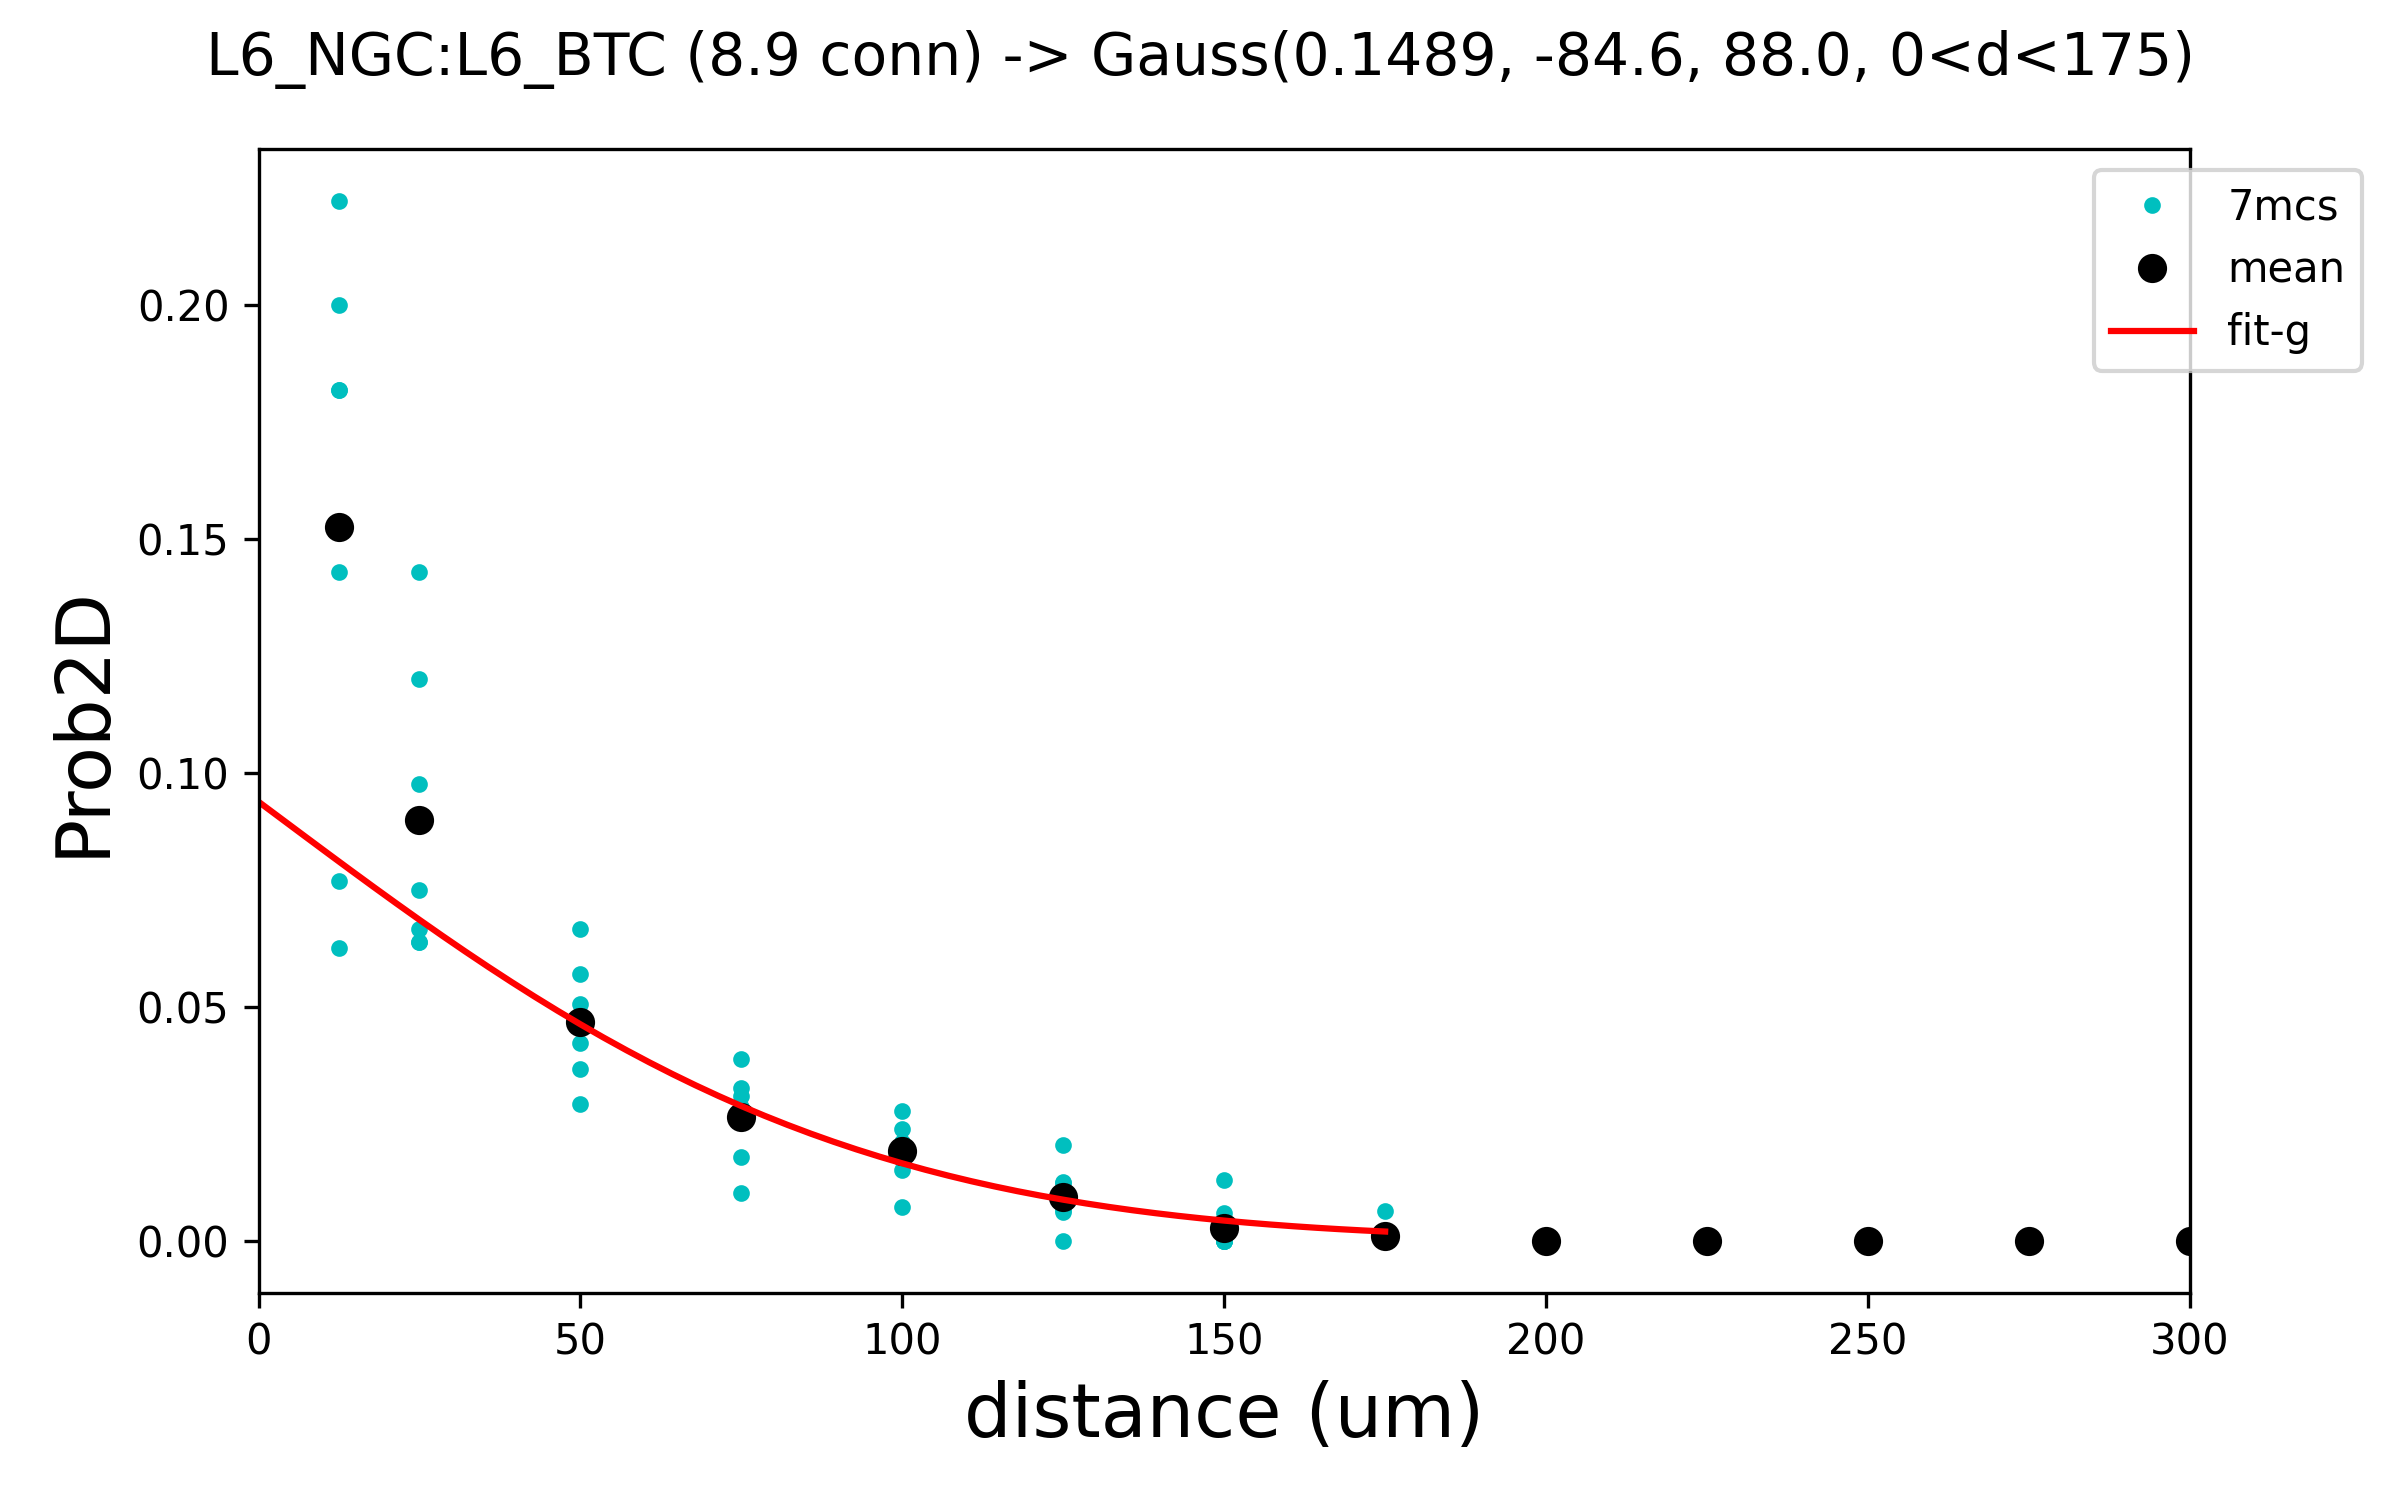 L6_NGC:L6_BTC (8.9 conn) -> Gauss(0.1489, -84.6, 88.0, 0<d<175)
7mcs
mean
fit-g
Prob2D
0.20
0.15
0.10
0.05
0.00
0 50 100 150 200 250 300
distance (um)